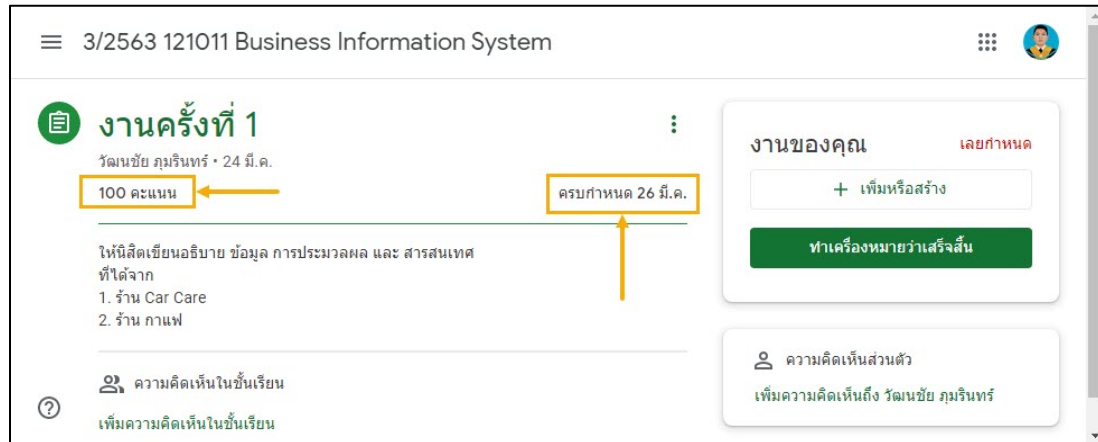 3/2563 121011 Business Information System
งานครั้งที่ 1
วัฒนชัย ภุมรินทร์ • 24 มี.ค.
100 คะแนน
ครบกำหนด 26 มี.ค.
ให้นิสิตเขียนอธิบาย ข้อมูล การประมวลผล และ สารสนเทศ
ที่ได้จาก
1. ร้าน Car Care
2. ร้าน กาแฟ
ความคิดเห็นในชั้นเรียน
เพิ่มความคิดเห็นในชั้นเรียน
งานของคุณ เลยกำหนด
+ เพิ่มหรือสร้าง
ทำเครื่องหมายว่าเสร็จสิ้น
ความคิดเห็นส่วนตัว
เพิ่มความคิดเห็นถึง วัฒนชัย ภุมรินทร์